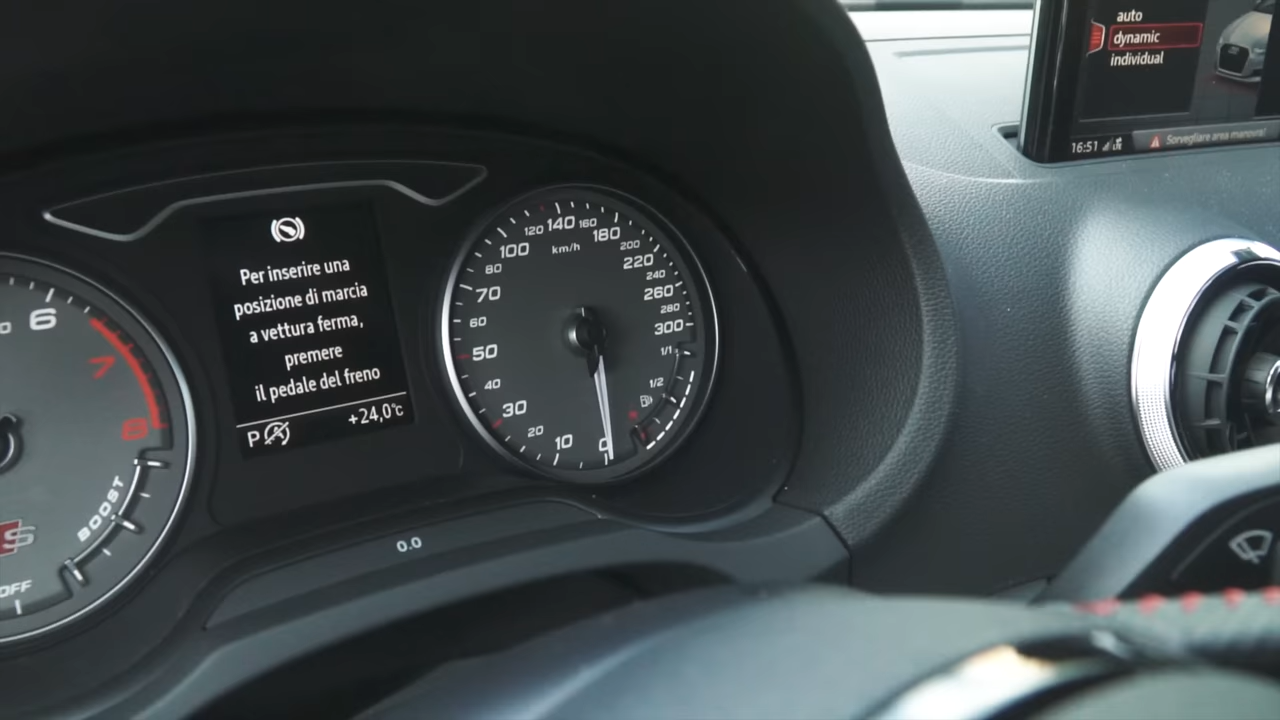 auto
dynamic
individual
16:51 LTE
Sorvegliare area manovra!
Per inserire una
posizione di marcia
a vettura ferma,
premere
il pedale del freno
P
+24,0°c
6
7
8
BOOST
S
OFF
0
10
20
30
40
50
60
70
80
100
120
140
160
180
200
220
240
260
280
300
km/h
1/1
1/2
0.0